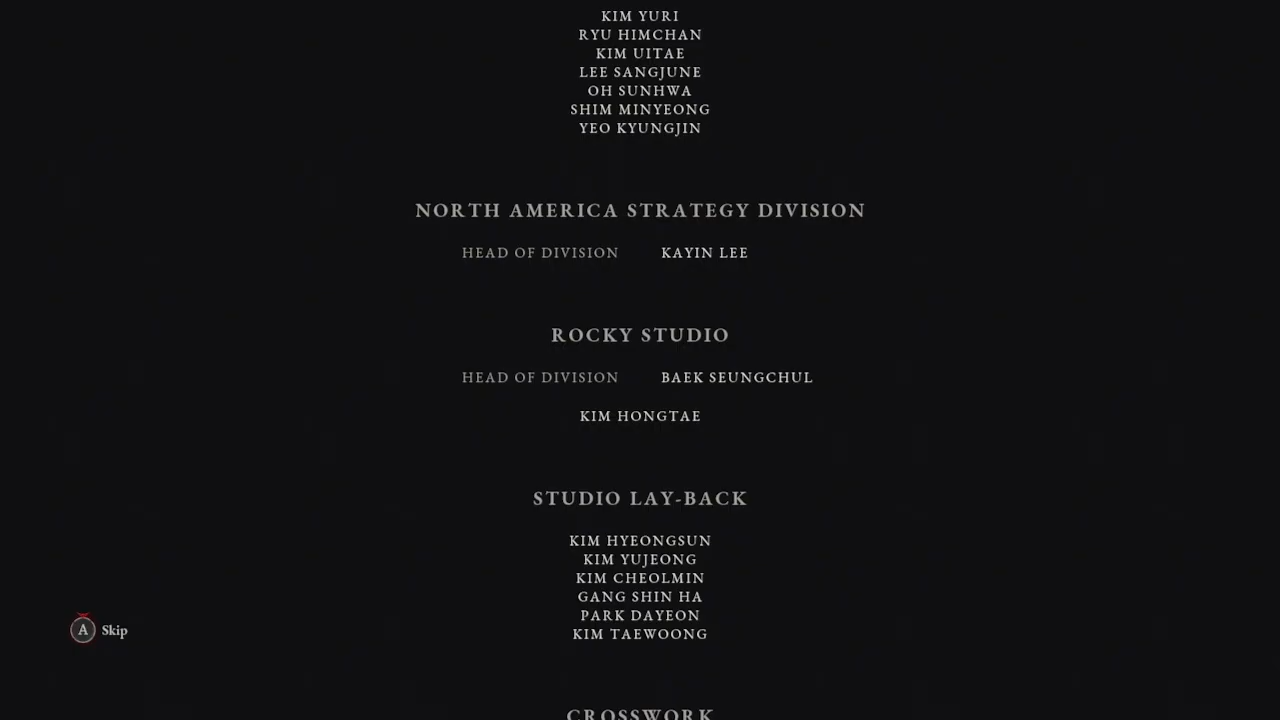 KIM YURI
RYU HIMCHAN
KIM UITAE
LEE SANGJUNE
OH SUNHWA
SHIM MINYEONG
YEO KYUNGJIN
NORTH AMERICA STRATEGY DIVISION
HEAD OF DIVISION KAYIN LEE
ROCKY STUDIO
HEAD OF DIVISION BAEK SEUNGCHUL
KIM HONGTAE
STUDIO LAY-BACK
KIM HYEONGSUN
KIM YUJEONG
KIM CHEOLMIN
GANG SHIN HA
PARK DAYEON
KIM TAEWOONG
A Skip
CROSSWORK